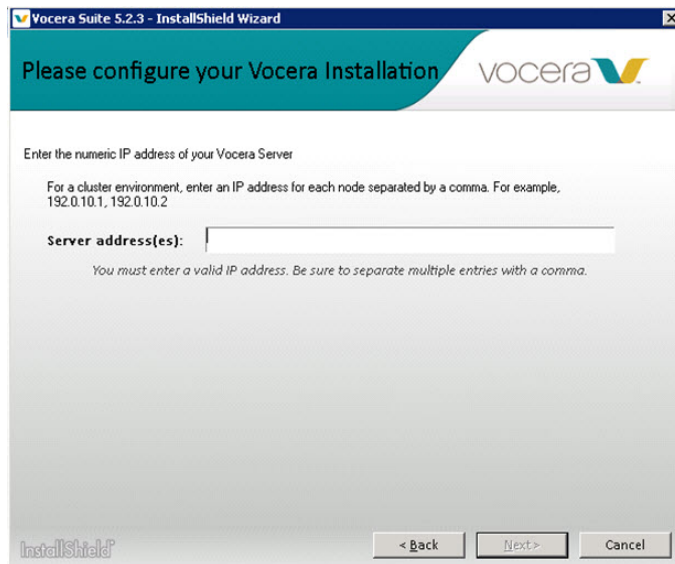 Vocera Suite 5.2.3 - InstallShield Wizard
Please configure your Vocera Installation
vocera
Enter the numeric IP address of your Vocera Server
For a cluster environment, enter an IP address for each node separated by a comma. For example,
192.0.10.1, 192.0.10.2
Server address(es):
You must enter a valid IP address. Be sure to separate multiple entries with a comma.
InstallShield
< Back
Next >
Cancel